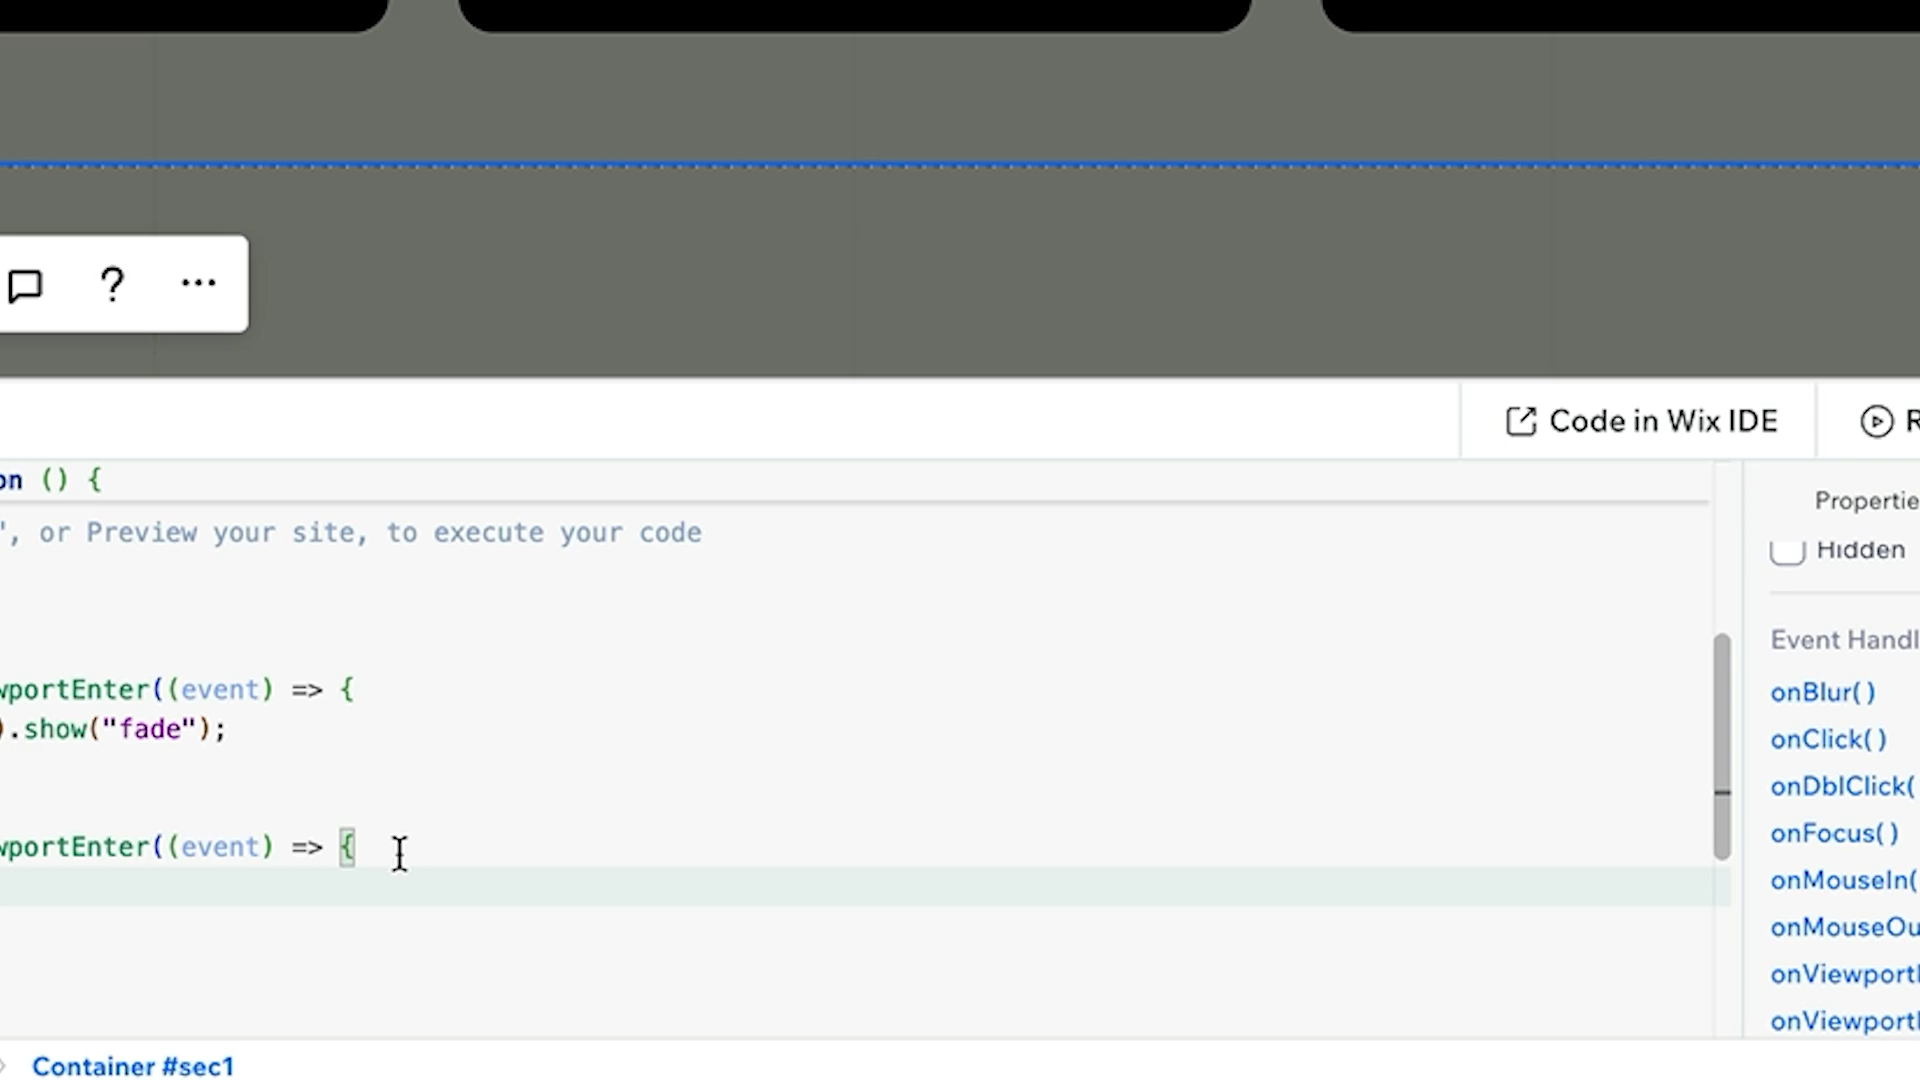 ?
Code in Wix IDE
R
on () {
', or Preview your site, to execute your code
wportEnter((event) => {
).show("fade");
wportEnter((event) => {
Propertie
Hidden
Event Handl
onBlur( )
onClick( )
onDblClick(
onFocus( )
onMouseIn(
onMouseOu
onViewport
onViewport
Container #sec1